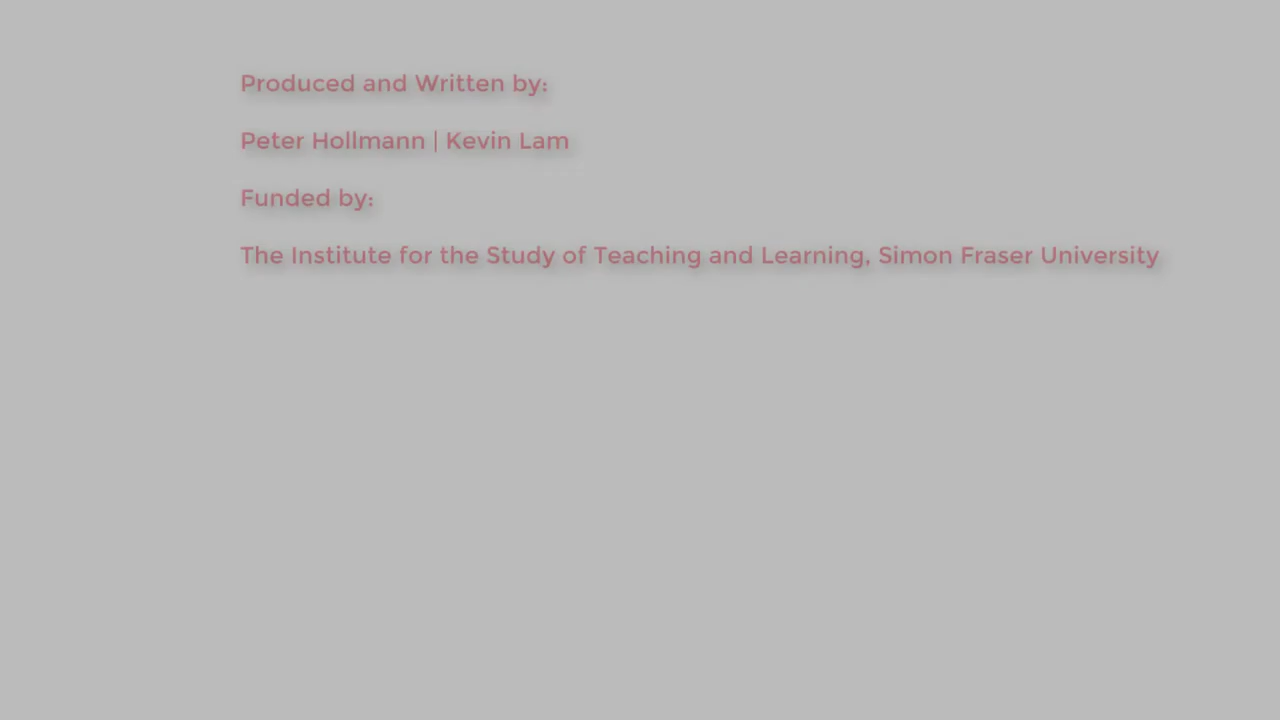 Produced and Written by:
Peter Hollmann | Kevin Lam
Funded by:
The Institute for the Study of Teaching and Learning, Simon Fraser University